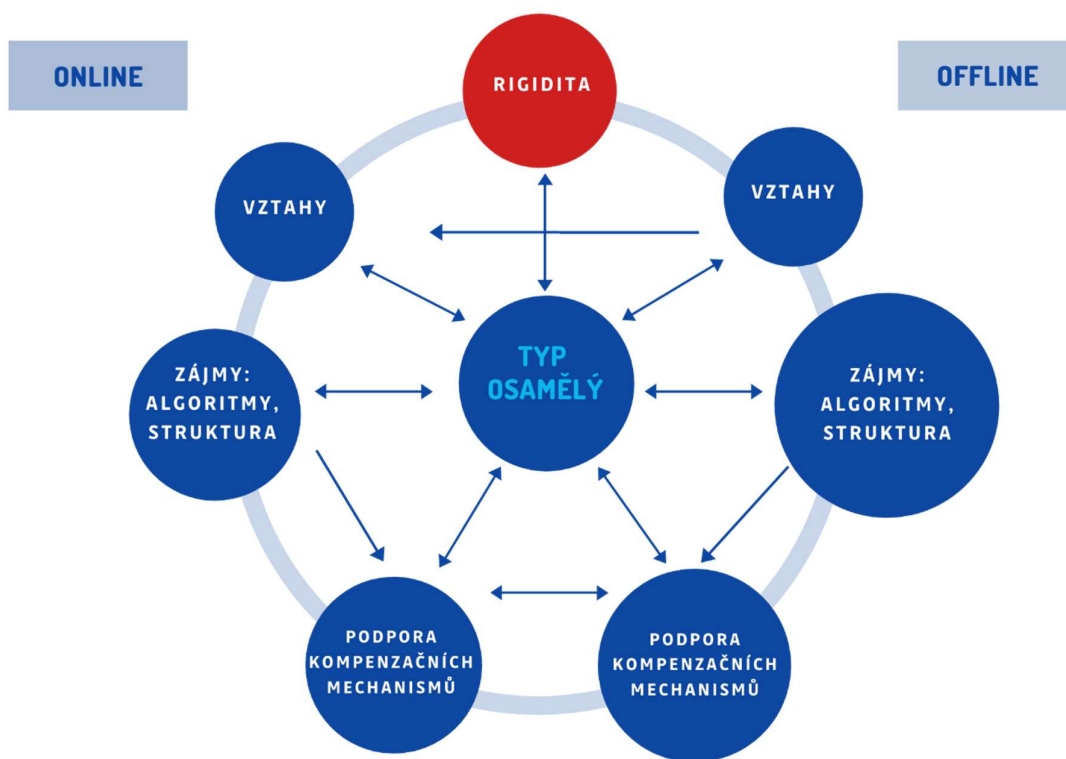 ONLINE
OFFLINE
RIGIDITA
VZTAHY
VZTAHY
TYP
OSAMĚLÝ
ZÁJMY:
ALGORITMY,
STRUKTURA
ZÁJMY:
ALGORITMY,
STRUKTURA
PODPORA
KOMPENZAČNÍCH
MECHANISMŮ
PODPORA
KOMPENZAČNÍCH
MECHANISMŮ